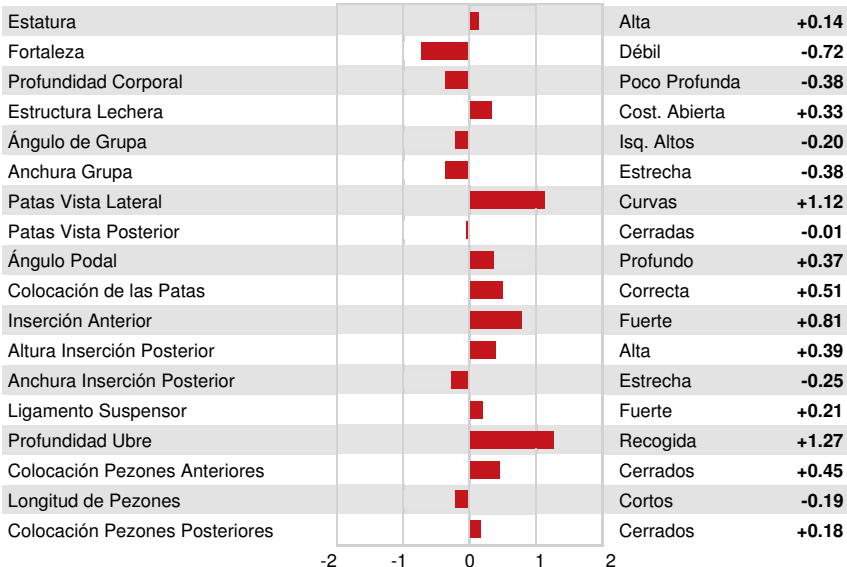 Estatura Alta +0.14
Fortaleza Débil -0.72
Profundidad Corporal Poco Profunda -0.38
Estructura Lechera Cost. Abierta +0.33
Ángulo de Grupa Isq. Altos -0.20
Anchura Grupa Estrecha -0.38
Patas Vista Lateral Curvas +1.12
Patas Vista Posterior Cerradas -0.01
Ángulo Podal Profundo +0.37
Colocación de las Patas Correcta +0.51
Inserción Anterior Fuerte +0.81
Altura Inserción Posterior Alta +0.39
Anchura Inserción Posterior Estrecha -0.25
Ligamento Suspensor Fuerte +0.21
Profundidad Ubre Recogida +1.27
Colocación Pezones Anteriores Cerrados +0.45
Longitud de Pezones Cortos -0.19
Colocación Pezones Posteriores Cerrados +0.18
-2 -1 0 1 2